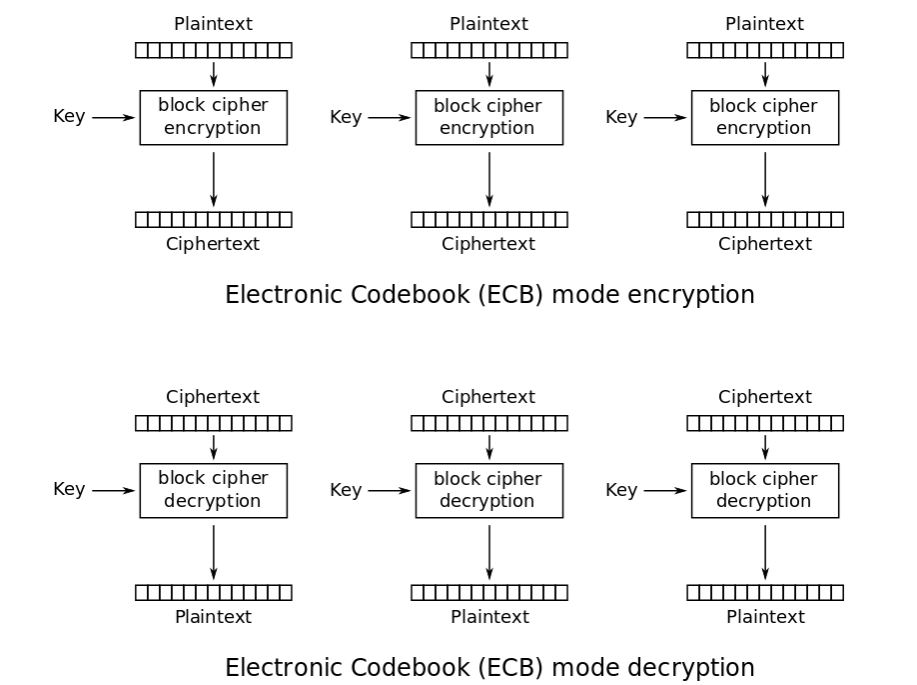 Plaintext Plaintext Plaintext
Key block cipher encryption Key block cipher encryption Key block cipher encryption
Ciphertext Ciphertext Ciphertext
Electronic Codebook (ECB) mode encryption
Ciphertext Ciphertext Ciphertext
Key block cipher decryption Key block cipher decryption Key block cipher decryption
Plaintext Plaintext Plaintext
Electronic Codebook (ECB) mode decryption